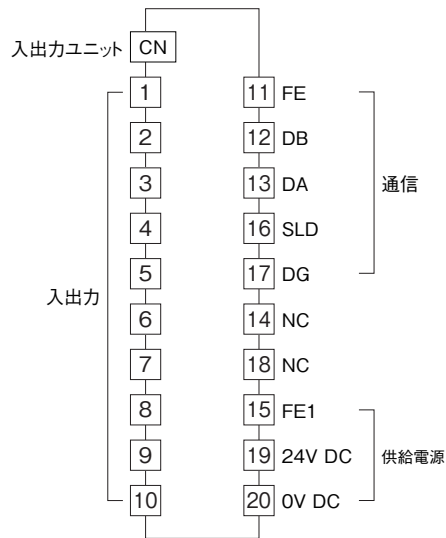 入出力ユニット CN
1 11 FE
2 12 DB
3 13 DA
通信
4 16 SLD
5 17 DG
入出力
6 14 NC
7 18 NC
8 15 FE1
9 19 24V DC
供給電源
10 20 0V DC